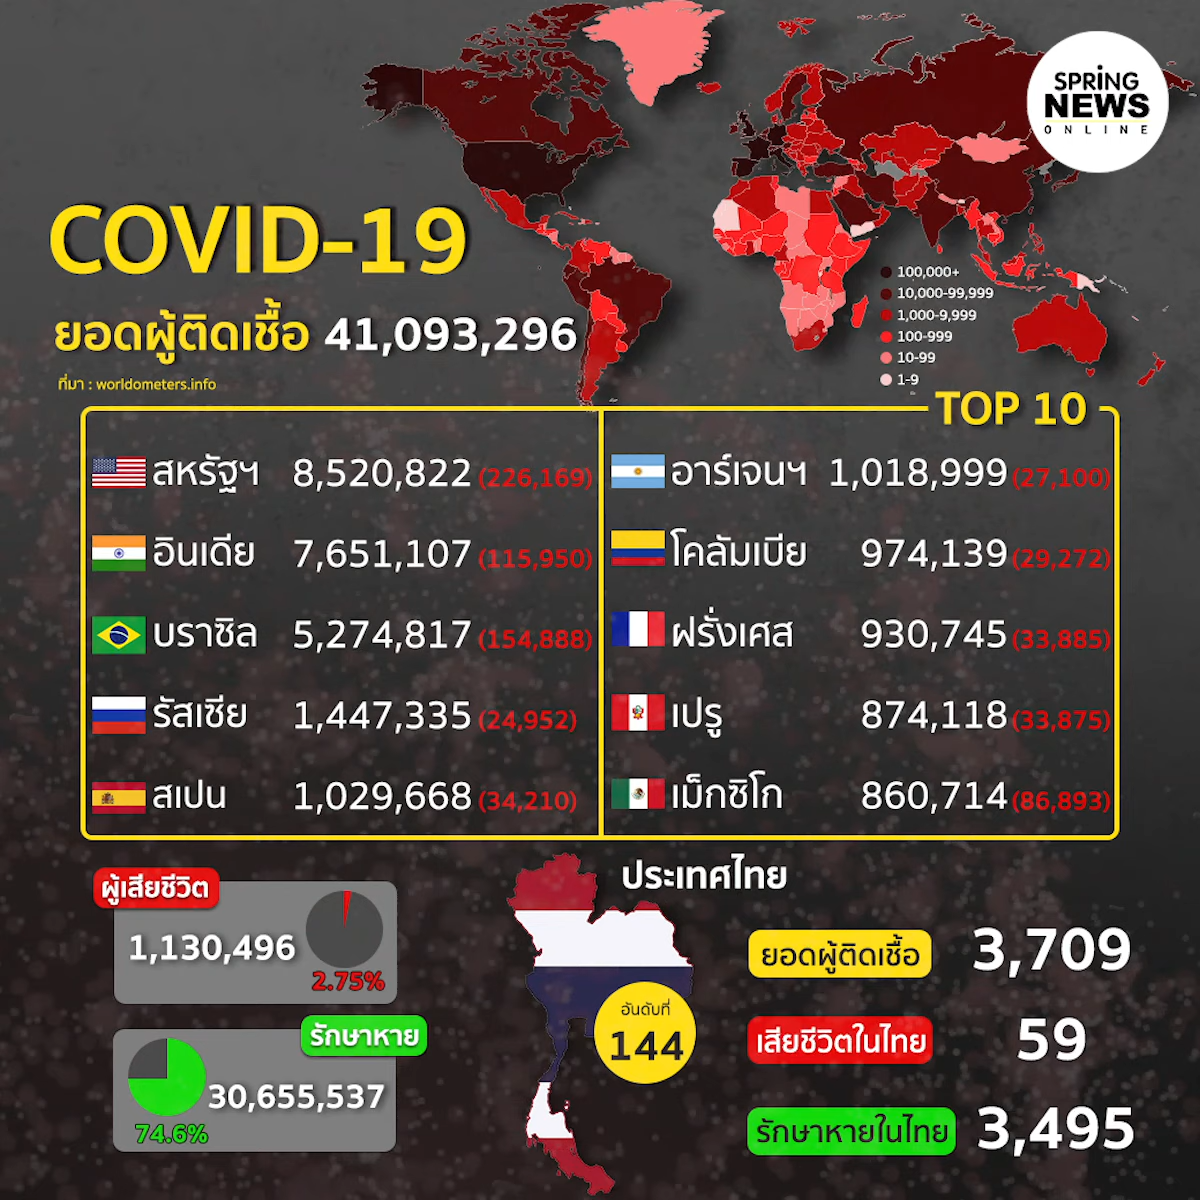 SPRiNG
NEWS
ONLINE
COVID-19
ยอดผู้ติดเชื้อ 41,093,296
ที่มา : worldometers.info
100,000+
10,000-99,999
1,000-9,999
100-999
10-99
1-9
TOP 10
สหรัฐฯ 8,520,822 (226,169)
อินเดีย 7,651,107 (115,950)
บราซิล 5,274,817 (154,888)
รัสเซีย 1,447,335 (24,952)
สเปน 1,029,668 (34,210)
อาร์เจนฯ 1,018,999 (27,100)
โคลัมเบีย 974,139 (29,272)
ฝรั่งเศส 930,745 (33,885)
เปรู 874,118 (33,875)
เม็กซิโก 860,714 (86,893)
ผู้เสียชีวิต
1,130,496
2.75%
รักษาหาย
30,655,537
74.6%
ประเทศไทย
อันดับที่
144
ยอดผู้ติดเชื้อ 3,709
เสียชีวิตในไทย 59
รักษาหายในไทย 3,495